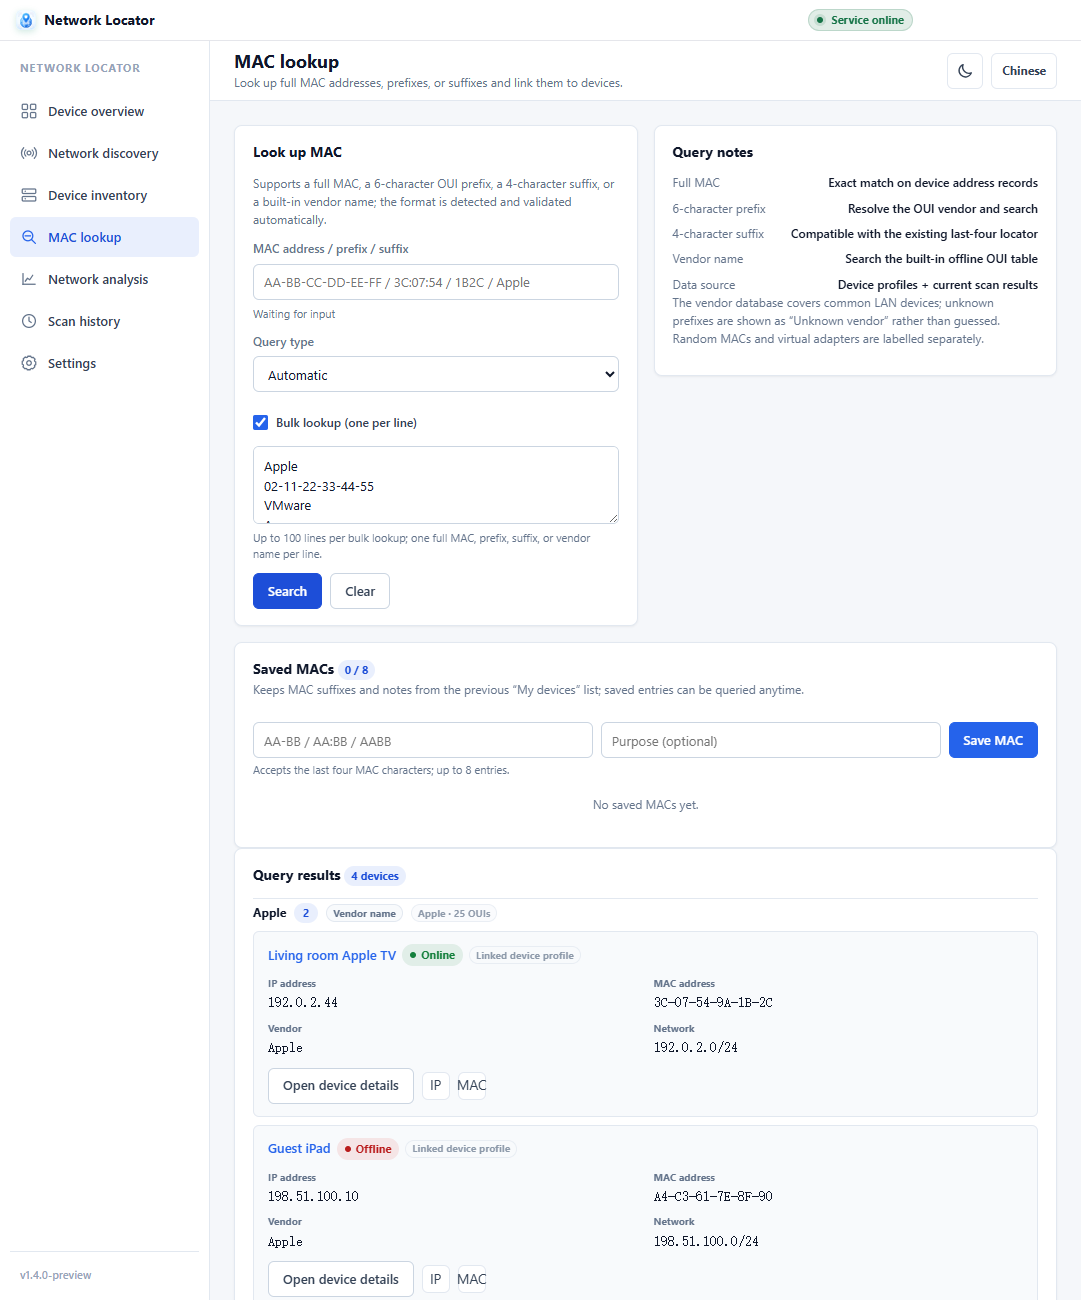 Network Locator
Service online
NETWORK LOCATOR
Device overview
Network discovery
Device inventory
MAC lookup
Network analysis
Scan history
Settings
v1.4.0-preview
MAC lookup
Look up full MAC addresses, prefixes, or suffixes and link them to devices.
Chinese
Look up MAC
Supports a full MAC, a 6-character OUI prefix, a 4-character suffix, or
a built-in vendor name; the format is detected and validated
automatically.
MAC address / prefix / suffix
AA-BB-CC-DD-EE-FF / 3C:07:54 / 1B2C / Apple
Waiting for input
Query type
Automatic
Bulk lookup (one per line)
Apple
02-11-22-33-44-55
VMware
Up to 100 lines per bulk lookup; one full MAC, prefix, suffix, or vendor
name per line.
Search
Clear
Query notes
Full MAC Exact match on device address records
6-character prefix Resolve the OUI vendor and search
4-character suffix Compatible with the existing last-four locator
Vendor name Search the built-in offline OUI table
Data source Device profiles + current scan results
The vendor database covers common LAN devices; unknown
prefixes are shown as “Unknown vendor” rather than guessed.
Random MACs and virtual adapters are labelled separately.
Saved MACs 0 / 8
Keeps MAC suffixes and notes from the previous “My devices” list; saved entries can be queried anytime.
AA-BB / AA:BB / AABB
Purpose (optional)
Save MAC
Accepts the last four MAC characters; up to 8 entries.
No saved MACs yet.
Query results 4 devices
Apple 2 Vendor name Apple · 25 OUIs
Living room Apple TV Online Linked device profile
IP address MAC address
192.0.2.44 3C-07-54-9A-1B-2C
Vendor Network
Apple 192.0.2.0/24
Open device details IP MAC
Guest iPad Offline Linked device profile
IP address MAC address
198.51.100.10 A4-C3-61-7E-8F-90
Vendor Network
Apple 198.51.100.0/24
Open device details IP MAC